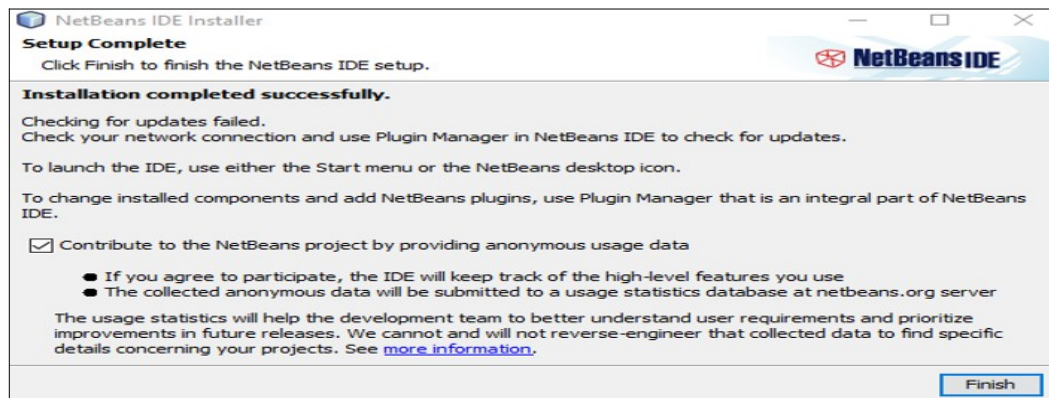 NetBeans IDE Installer
Setup Complete
Click Finish to finish the NetBeans IDE setup.
NetBeans IDE
Installation completed successfully.
Checking for updates failed.
Check your network connection and use Plugin Manager in NetBeans IDE to check for updates.
To launch the IDE, use either the Start menu or the NetBeans desktop icon.
To change installed components and add NetBeans plugins, use Plugin Manager that is an integral part of NetBeans
IDE.
Contribute to the NetBeans project by providing anonymous usage data
If you agree to participate, the IDE will keep track of the high-level features you use
The collected anonymous data will be submitted to a usage statistics database at netbeans.org server
The usage statistics will help the development team to better understand user requirements and prioritize
improvements in future releases. We cannot and will not reverse-engineer that collected data to find specific
details concerning your projects. See more information.
Finish